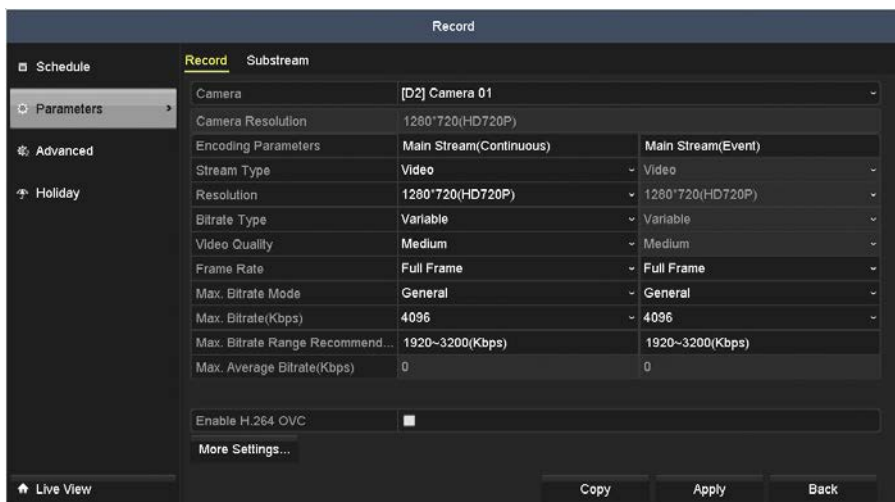 Record
Schedule
Parameters
Advanced
Holiday
Live View
Record Substream
Camera [D2] Camera 01
Camera Resolution 1280*720(HD720P)
Encoding Parameters Main Stream(Continuous) Main Stream(Event)
Stream Type Video Video
Resolution 1280*720(HD720P) 1280*720(HD720P)
Bitrate Type Variable Variable
Video Quality Medium Medium
Frame Rate Full Frame Full Frame
Max. Bitrate Mode General General
Max. Bitrate(Kbps) 4096 4096
Max. Bitrate Range Recommend... 1920~3200(Kbps) 1920~3200(Kbps)
Max. Average Bitrate(Kbps) 0 0
Enable H.264 OVC
More Settings...
Copy Apply Back